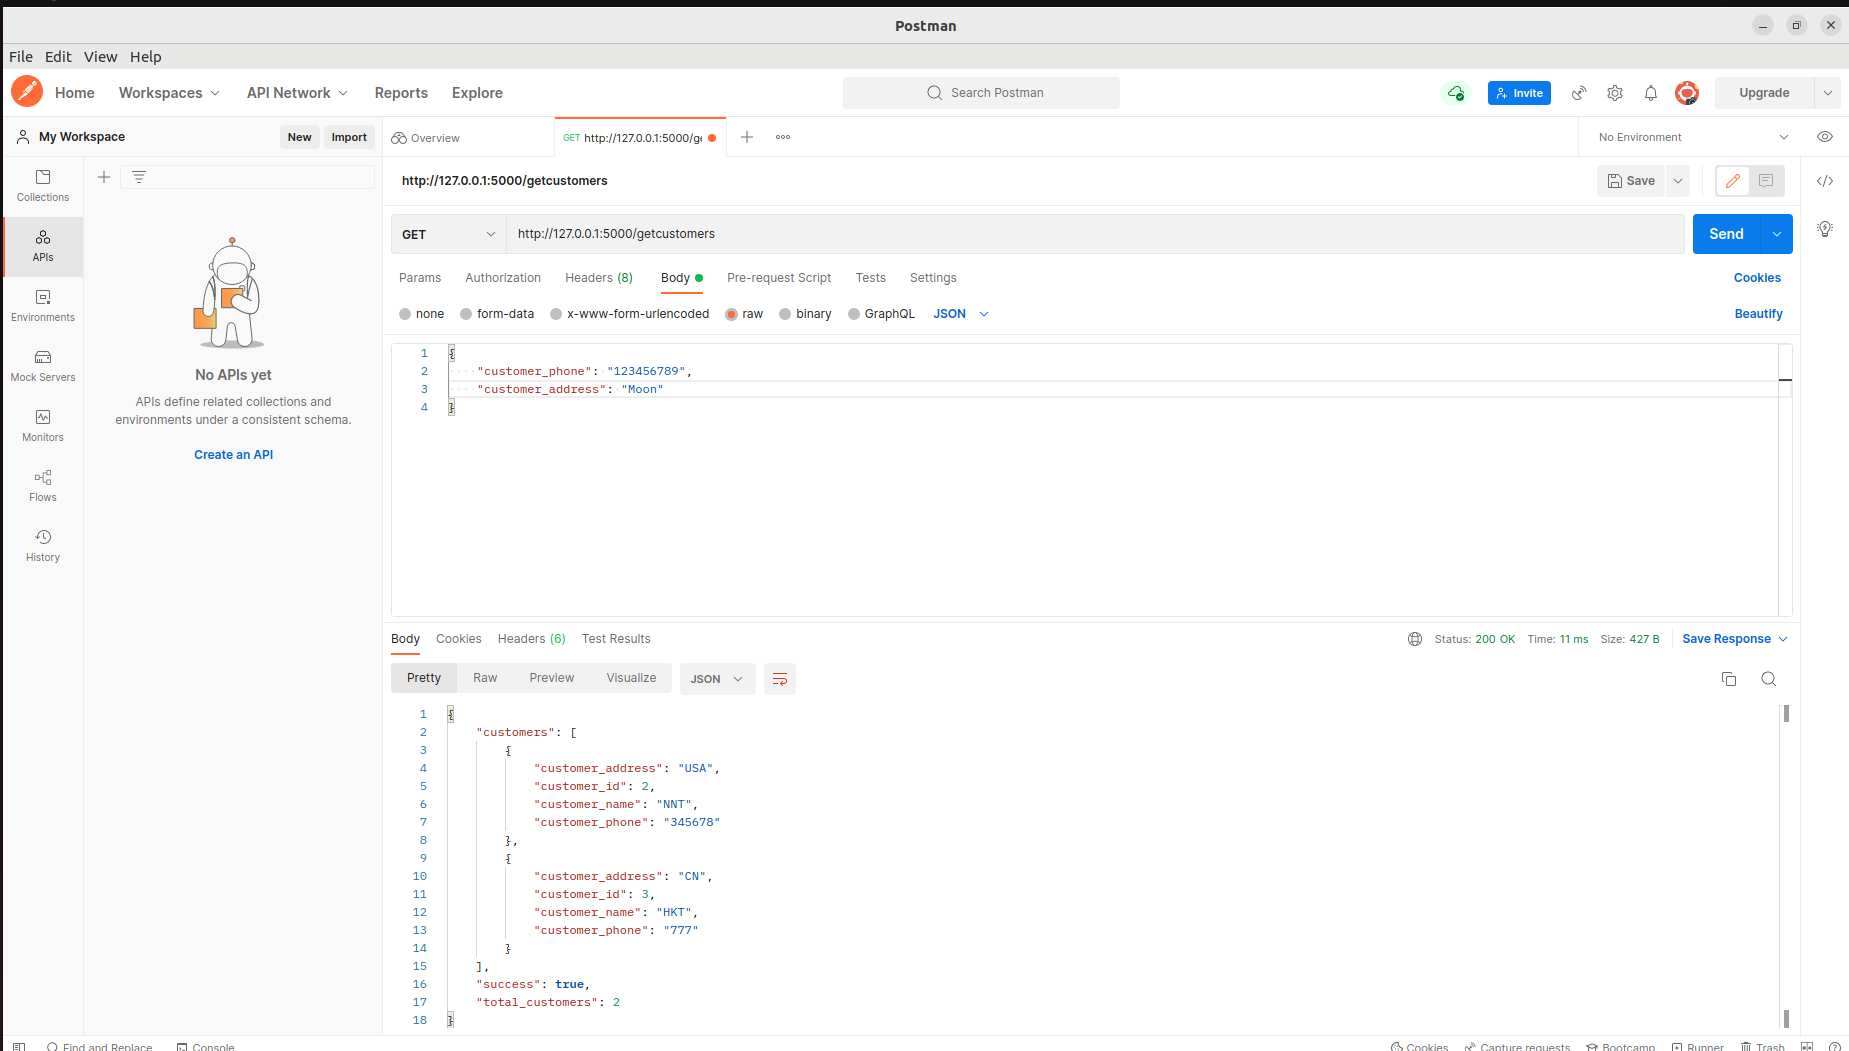 Postman
File Edit View Help
Home Workspaces API Network Reports Explore Search Postman Invite Upgrade
My Workspace New Import Overview GET http://127.0.0.1:5000/ge No Environment
http://127.0.0.1:5000/getcustomers Save
Collections
APIs
Environments
Mock Servers
Monitors
Flows
History
No APIs yet
APIs define related collections and
environments under a consistent schema.
Create an API
GET http://127.0.0.1:5000/getcustomers Send
Params Authorization Headers (8) Body Pre-request Script Tests Settings Cookies
none form-data x-www-form-urlencoded raw binary GraphQL JSON Beautify
1 {
2 "customer_phone": "123456789",
3 "customer_address": "Moon"
4 }
Body Cookies Headers (6) Test Results Status: 200 OK Time: 11 ms Size: 427 B Save Response
Pretty Raw Preview Visualize JSON
1 {
2 "customers": [
3 {
4 "customer_address": "USA",
5 "customer_id": 2,
6 "customer_name": "NNT",
7 "customer_phone": "345678"
8 },
9 {
10 "customer_address": "CN",
11 "customer_id": 3,
12 "customer_name": "HKT",
13 "customer_phone": "777"
14 }
15 ],
16 "success": true,
17 "total_customers": 2
18 }
Find and Replace Console Cookies Capture requests Bootcamp Runner Trash